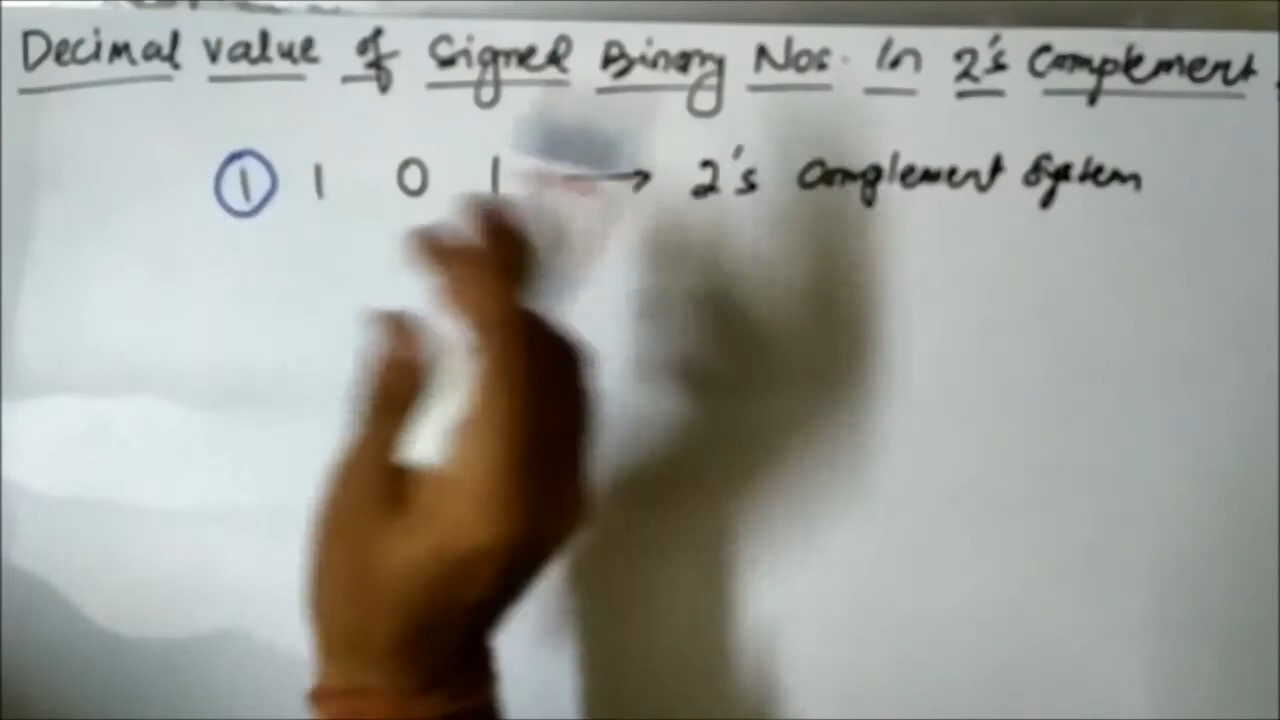 Decimal value of Signed Binary Nos. In 2's Complement
1 1 0 1 → 2's Complement System